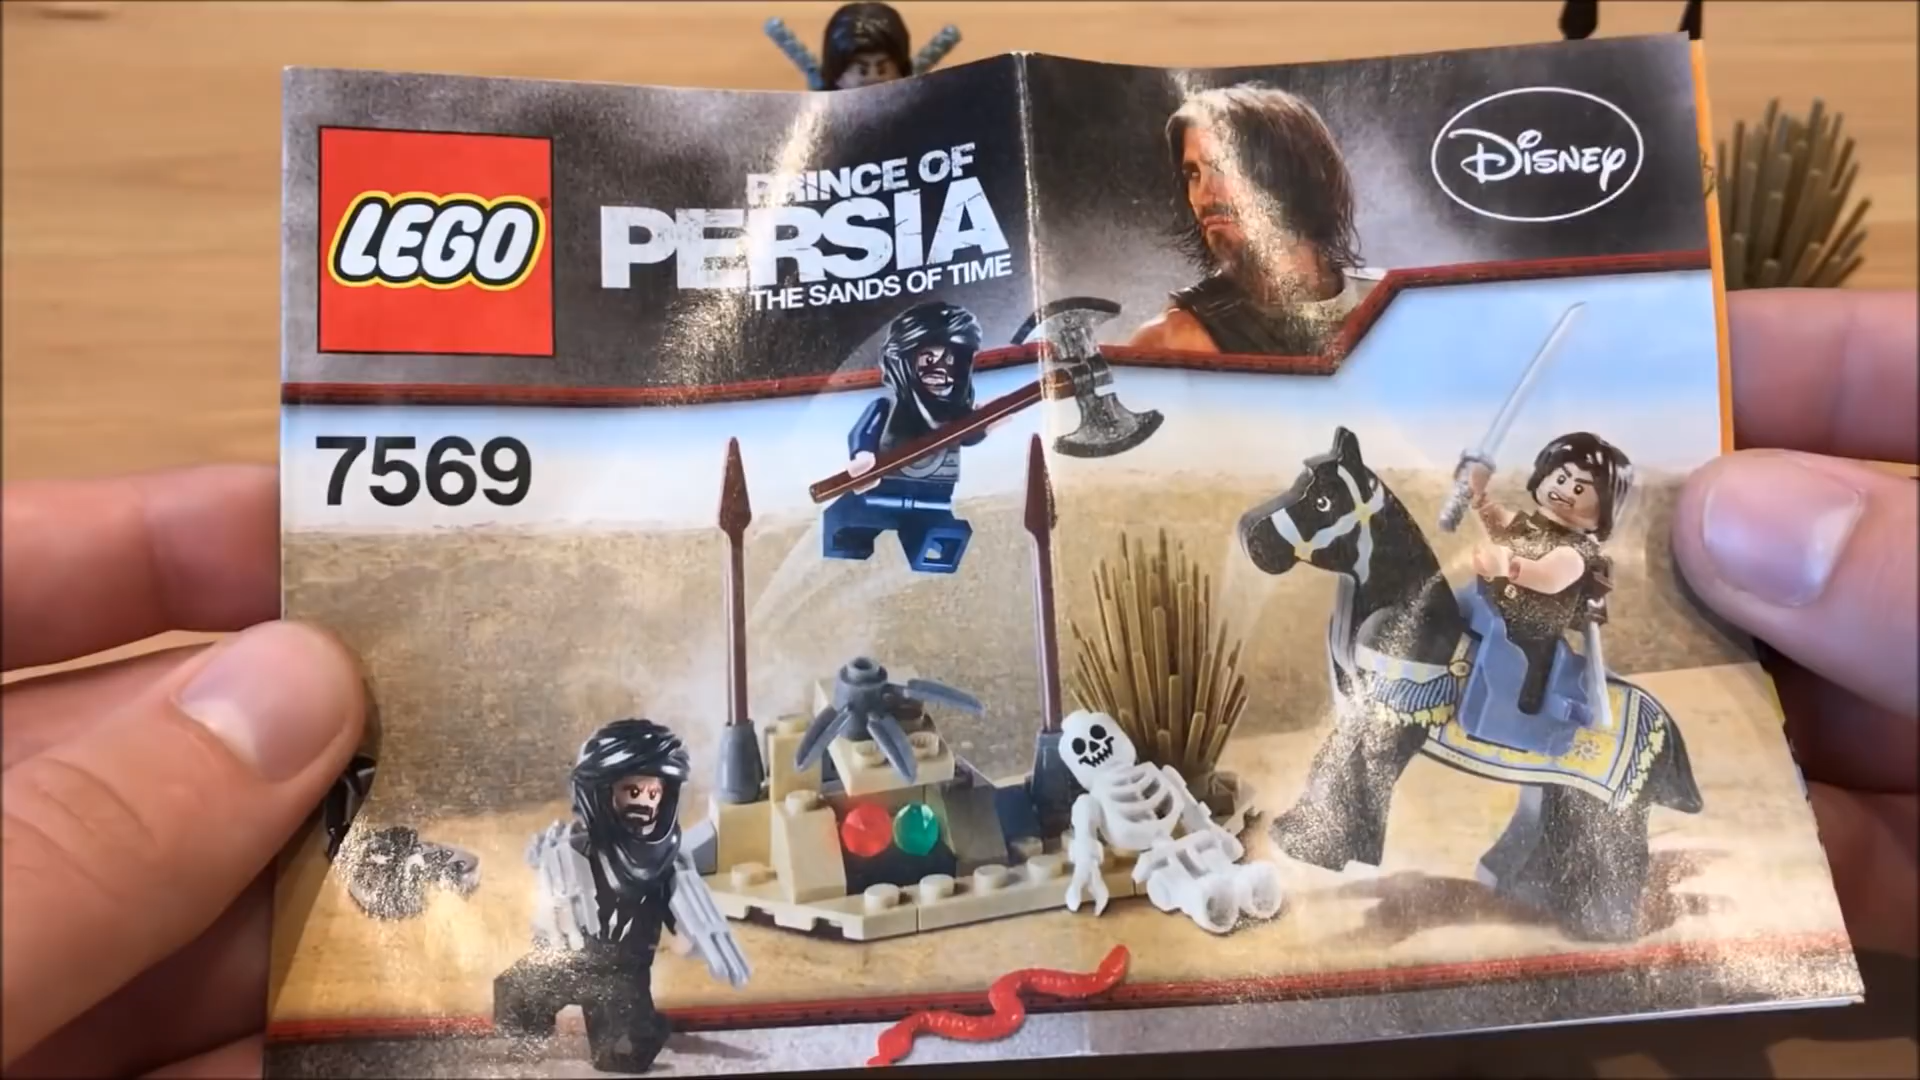 LEGO
PRINCE OF
PERSIA
THE SANDS OF TIME
Disney
7569